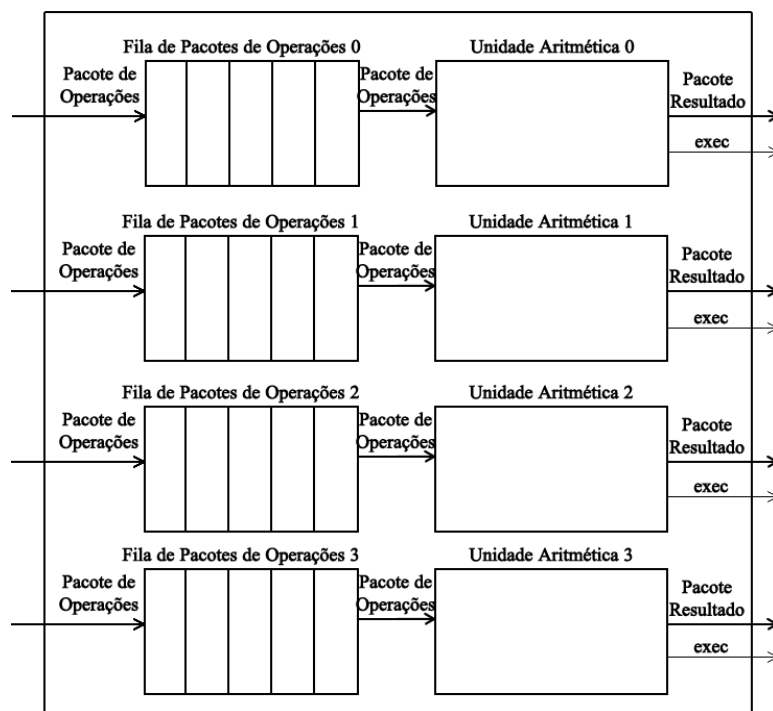 Fila de Pacotes de Operações 0
Unidade Aritmética 0
Pacote de
Operações
Pacote de
Operações
Pacote
Resultado
exec
Fila de Pacotes de Operações 1
Unidade Aritmética 1
Pacote de
Operações
Pacote de
Operações
Pacote
Resultado
exec
Fila de Pacotes de Operações 2
Unidade Aritmética 2
Pacote de
Operações
Pacote de
Operações
Pacote
Resultado
exec
Fila de Pacotes de Operações 3
Unidade Aritmética 3
Pacote de
Operações
Pacote de
Operações
Pacote
Resultado
exec